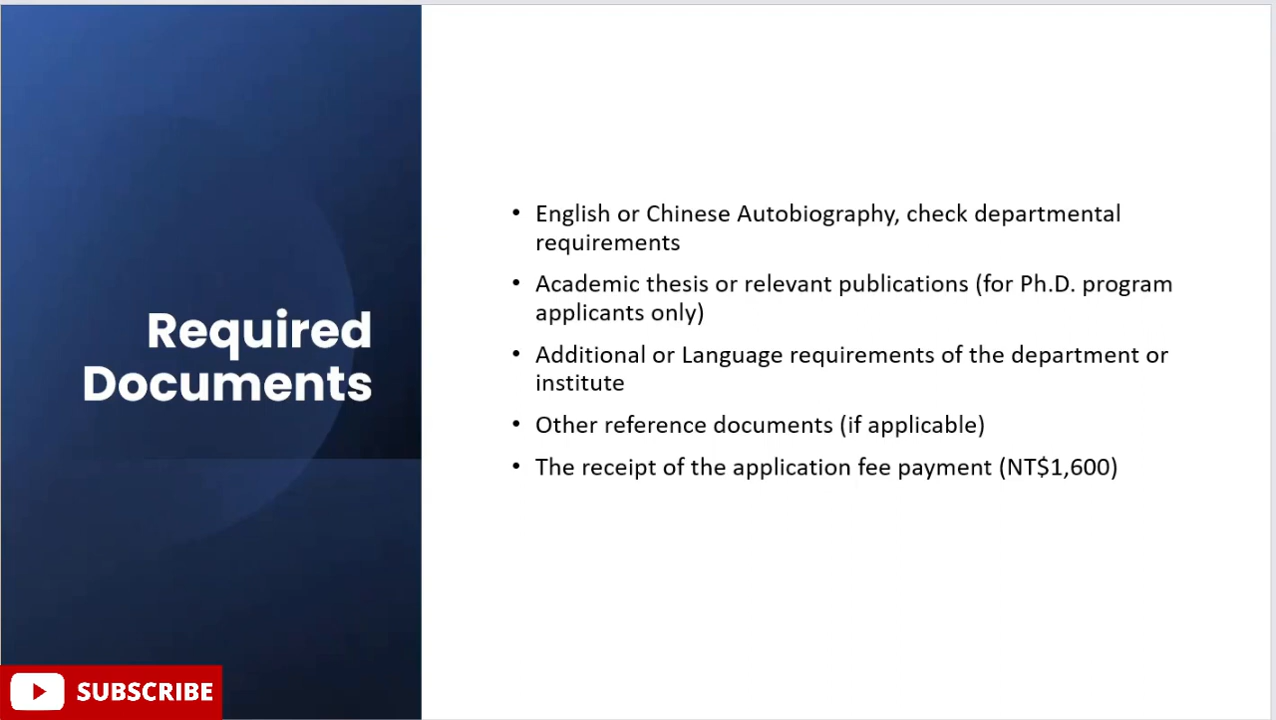 Required
Documents
• English or Chinese Autobiography, check departmental
requirements
• Academic thesis or relevant publications (for Ph.D. program
applicants only)
• Additional or Language requirements of the department or
institute
• Other reference documents (if applicable)
• The receipt of the application fee payment (NT$1,600)
SUBSCRIBE